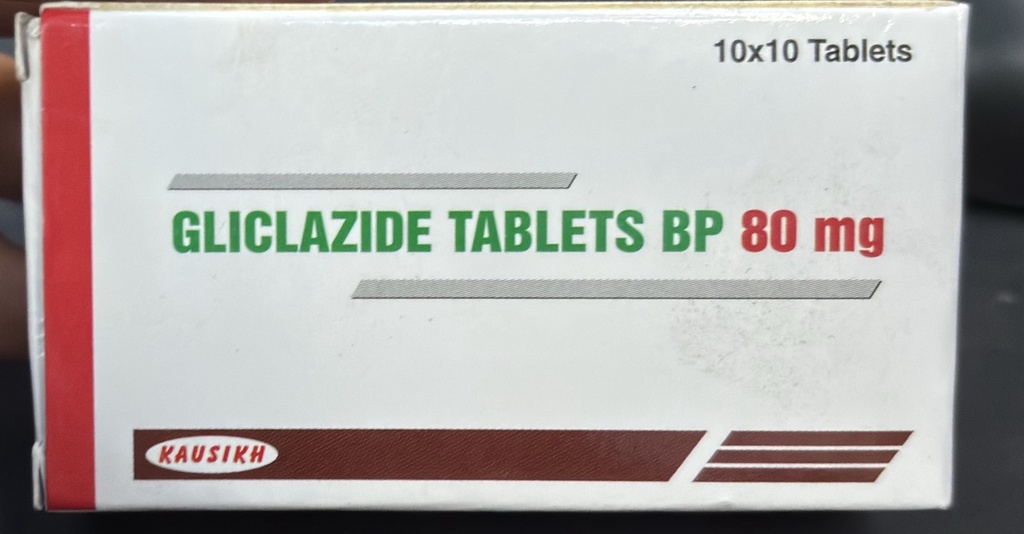 10x10 Tablets
GLICLAZIDE TABLETS BP 80 mg
KAUSIKH